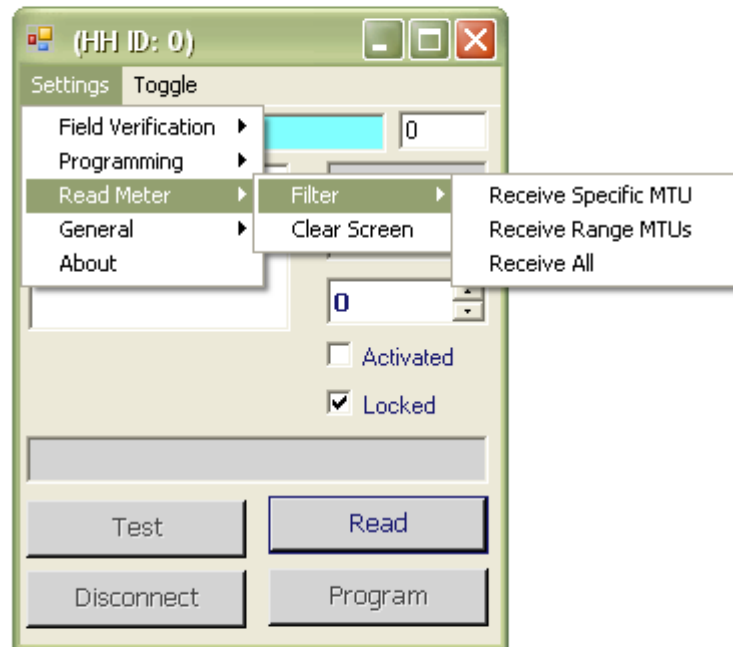 (HH ID: 0)
Settings Toggle
Field Verification
0
Programming
Read Meter
Filter
Receive Specific MTU
General
Clear Screen
Receive Range MTUs
About
Receive All
0
Activated
Locked
Test
Read
Disconnect
Program